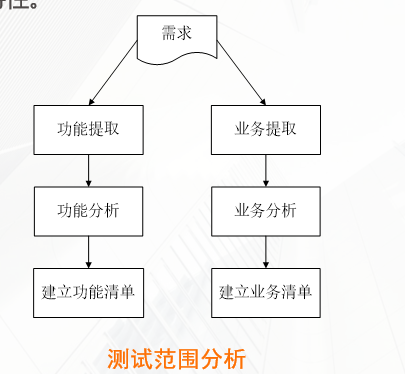 性。
需求
功能提取
业务提取
功能分析
业务分析
建立功能清单
建立业务清单
测试范围分析